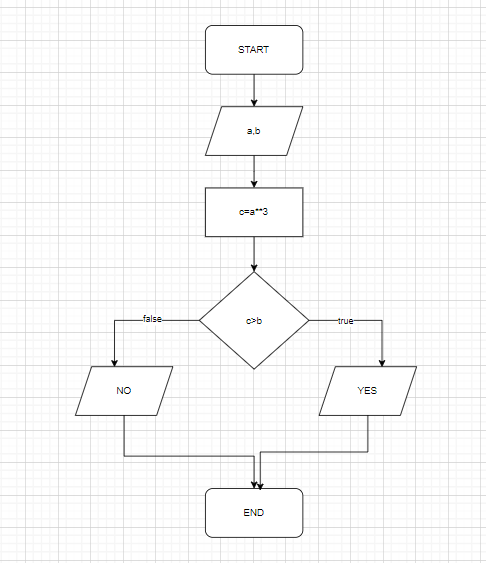 START
a,b
c=a**3
c>b
false
true
NO
YES
END